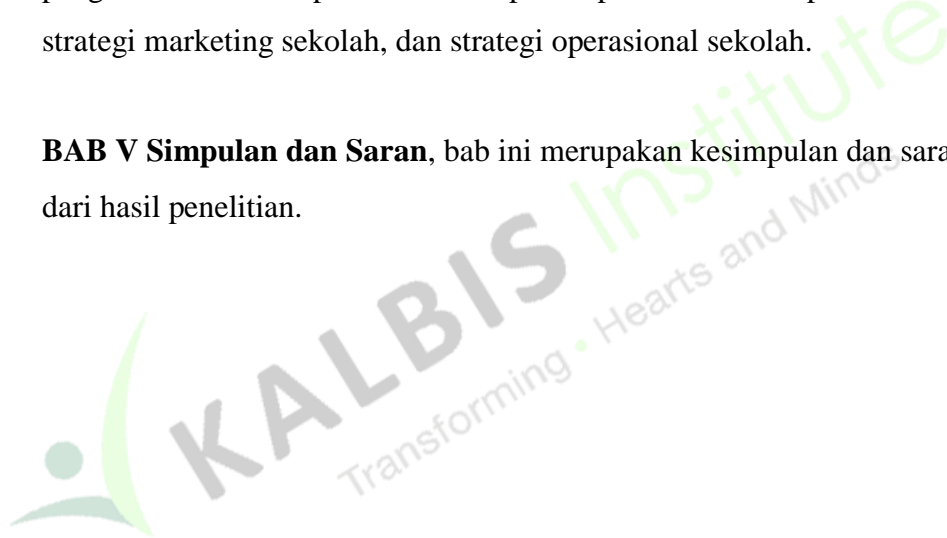 strategi marketing sekolah, dan strategi operasional sekolah.
BAB V Simpulan dan Saran, bab ini merupakan kesimpulan dan sara
dari hasil penelitian.
KALBIS Institute
Transforming • Hearts and Minds